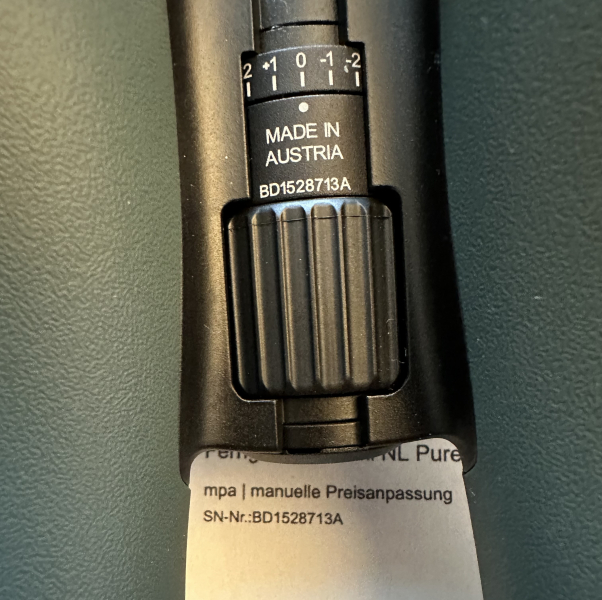 2 +1 0 -1 -2
MADE IN
AUSTRIA
BD1528713A
NL Pure
mpa | manuelle Preisanpassung
SN-Nr.:BD1528713A